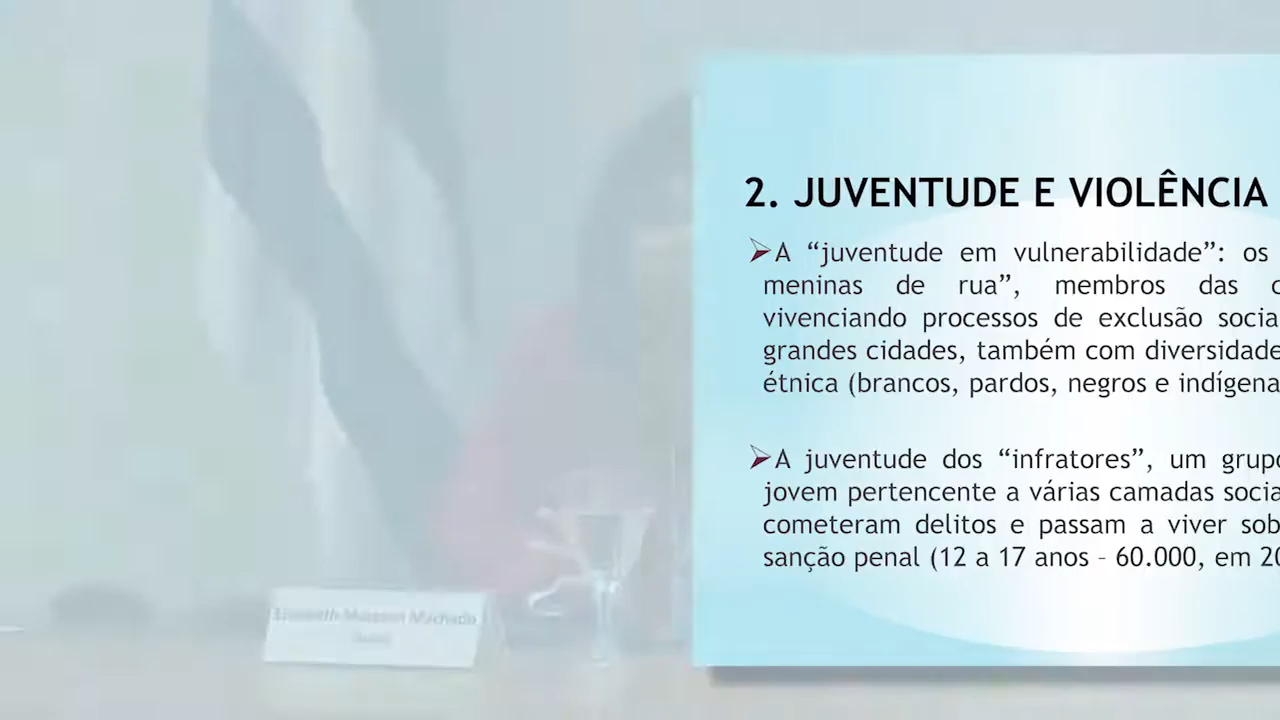 Machado
2. JUVENTUDE E VIOLÊNCIA
A “juventude em vulnerabilidade”: os
meninas de rua”, membros das
vivenciando processos de exclusão socia
grandes cidades, também com diversidade
étnica (brancos, pardos, negros e indígena
A juventude dos “infratores”, um grupo
jovem pertencente a várias camadas socia
cometeram delitos e passam a viver sob
sanção penal (12 a 17 anos – 60.000, em 20